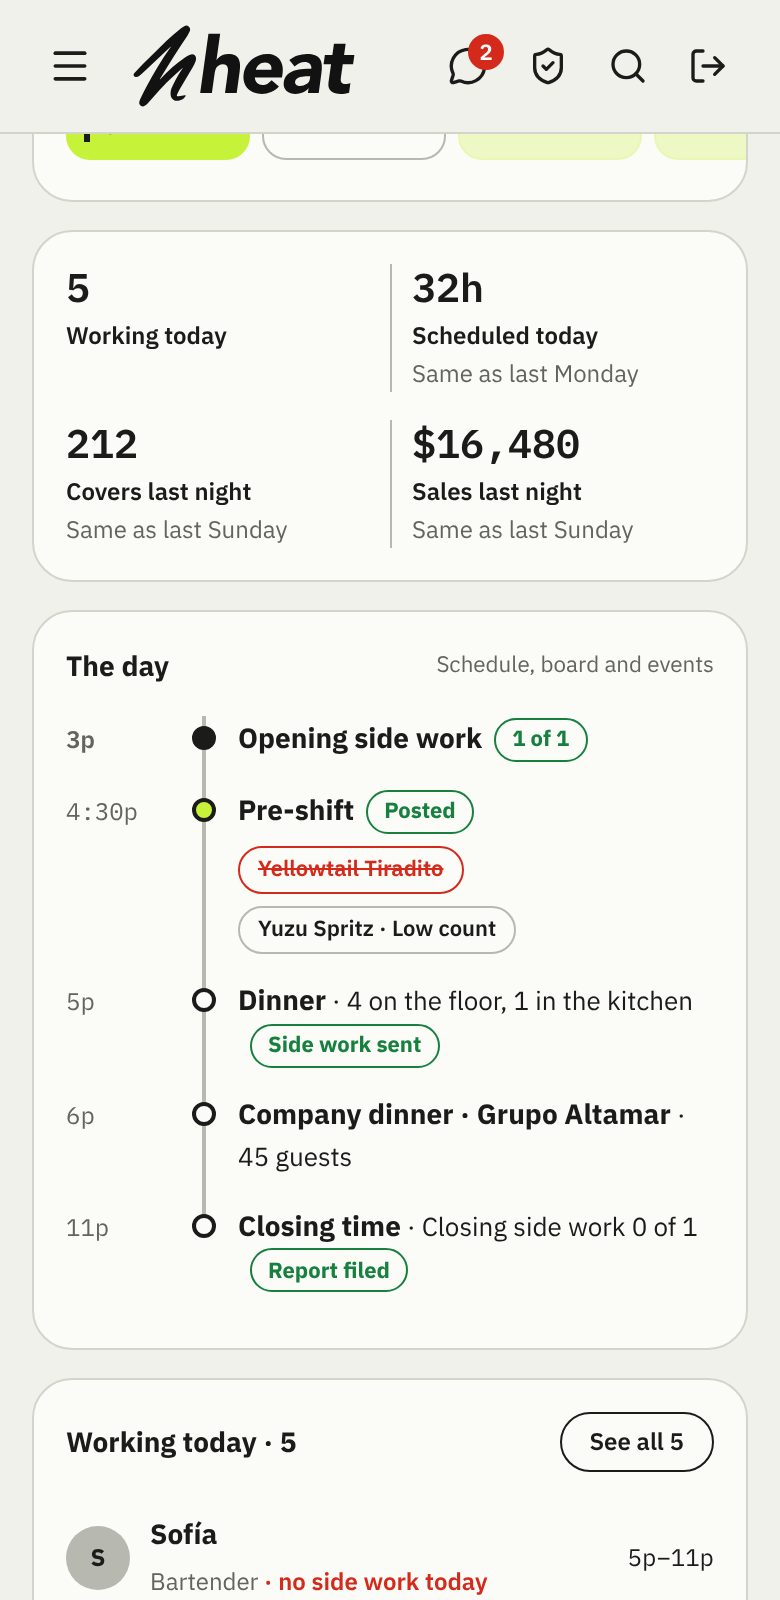 heat
2
5
Working today
32h
Scheduled today
Same as last Monday
212
Covers last night
Same as last Sunday
$16,480
Sales last night
Same as last Sunday
The day
Schedule, board and events
3p
Opening side work 1 of 1
4:30p
Pre-shift Posted
Yellowtail Tiradito
Yuzu Spritz · Low count
5p
Dinner · 4 on the floor, 1 in the kitchen
Side work sent
6p
Company dinner · Grupo Altamar ·
45 guests
11p
Closing time · Closing side work 0 of 1
Report filed
Working today · 5
See all 5
S
Sofía
Bartender · no side work today
5p–11p